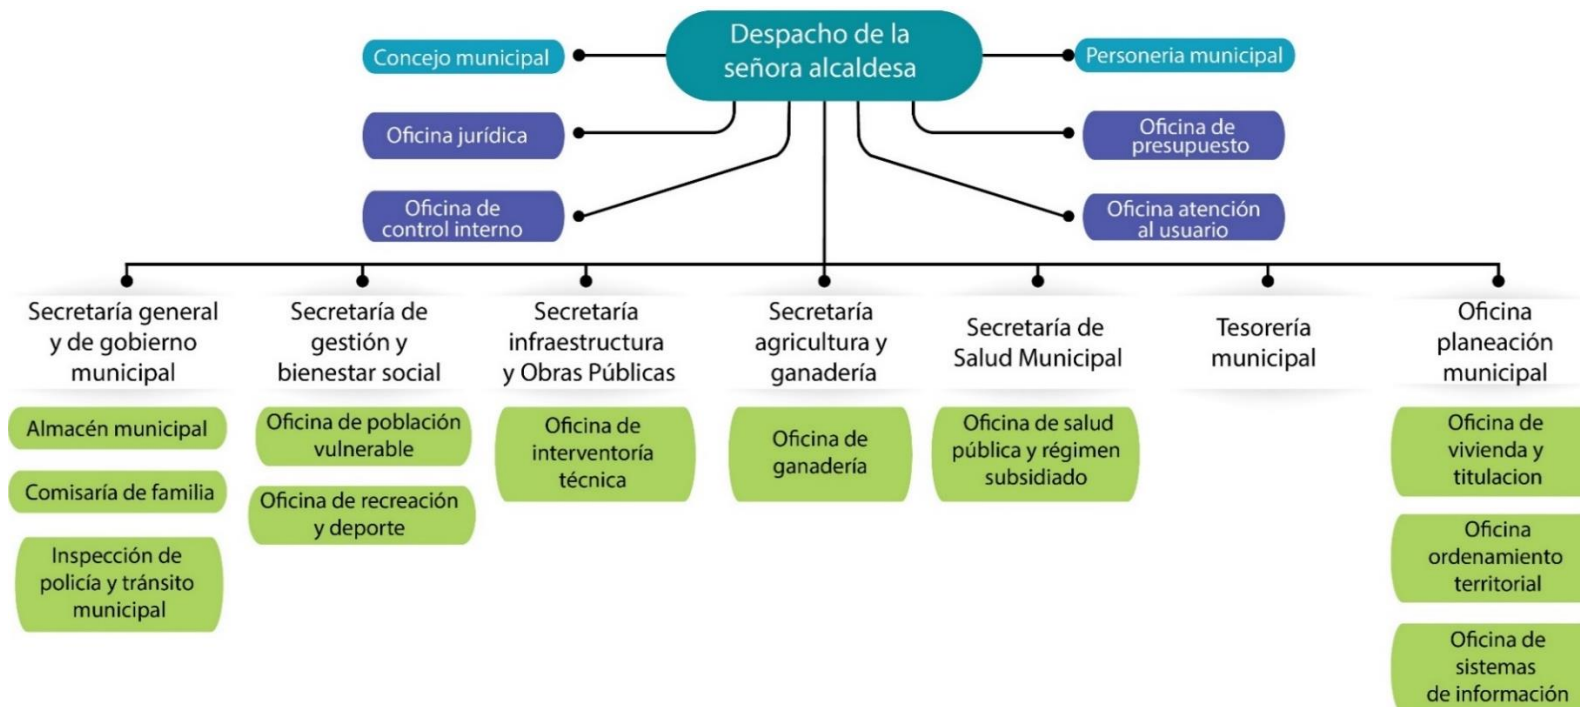 Despacho de la
señora alcaldesa
Concejo municipal
Personeria municipal
Oficina jurídica
Oficina de
presupuesto
Oficina de
control interno
Oficina atención
al usuario
Secretaría general
y de gobierno
municipal
Almacén municipal
Comisaría de familia
Inspección de
policía y tránsito
municipal
Secretaría de
gestión y
bienestar social
Oficina de población
vulnerable
Oficina de recreación
y deporte
Secretaría
infraestructura
y Obras Públicas
Oficina de
interventoría
técnica
Secretaría
agricultura y
ganadería
Oficina de
ganadería
Secretaría de
Salud Municipal
Oficina de salud
pública y régimen
subsidiado
Tesorería
municipal
Oficina
planeación
municipal
Oficina de
vivienda y
titulacion
Oficina
ordenamiento
territorial
Oficina de
sistemas
de información